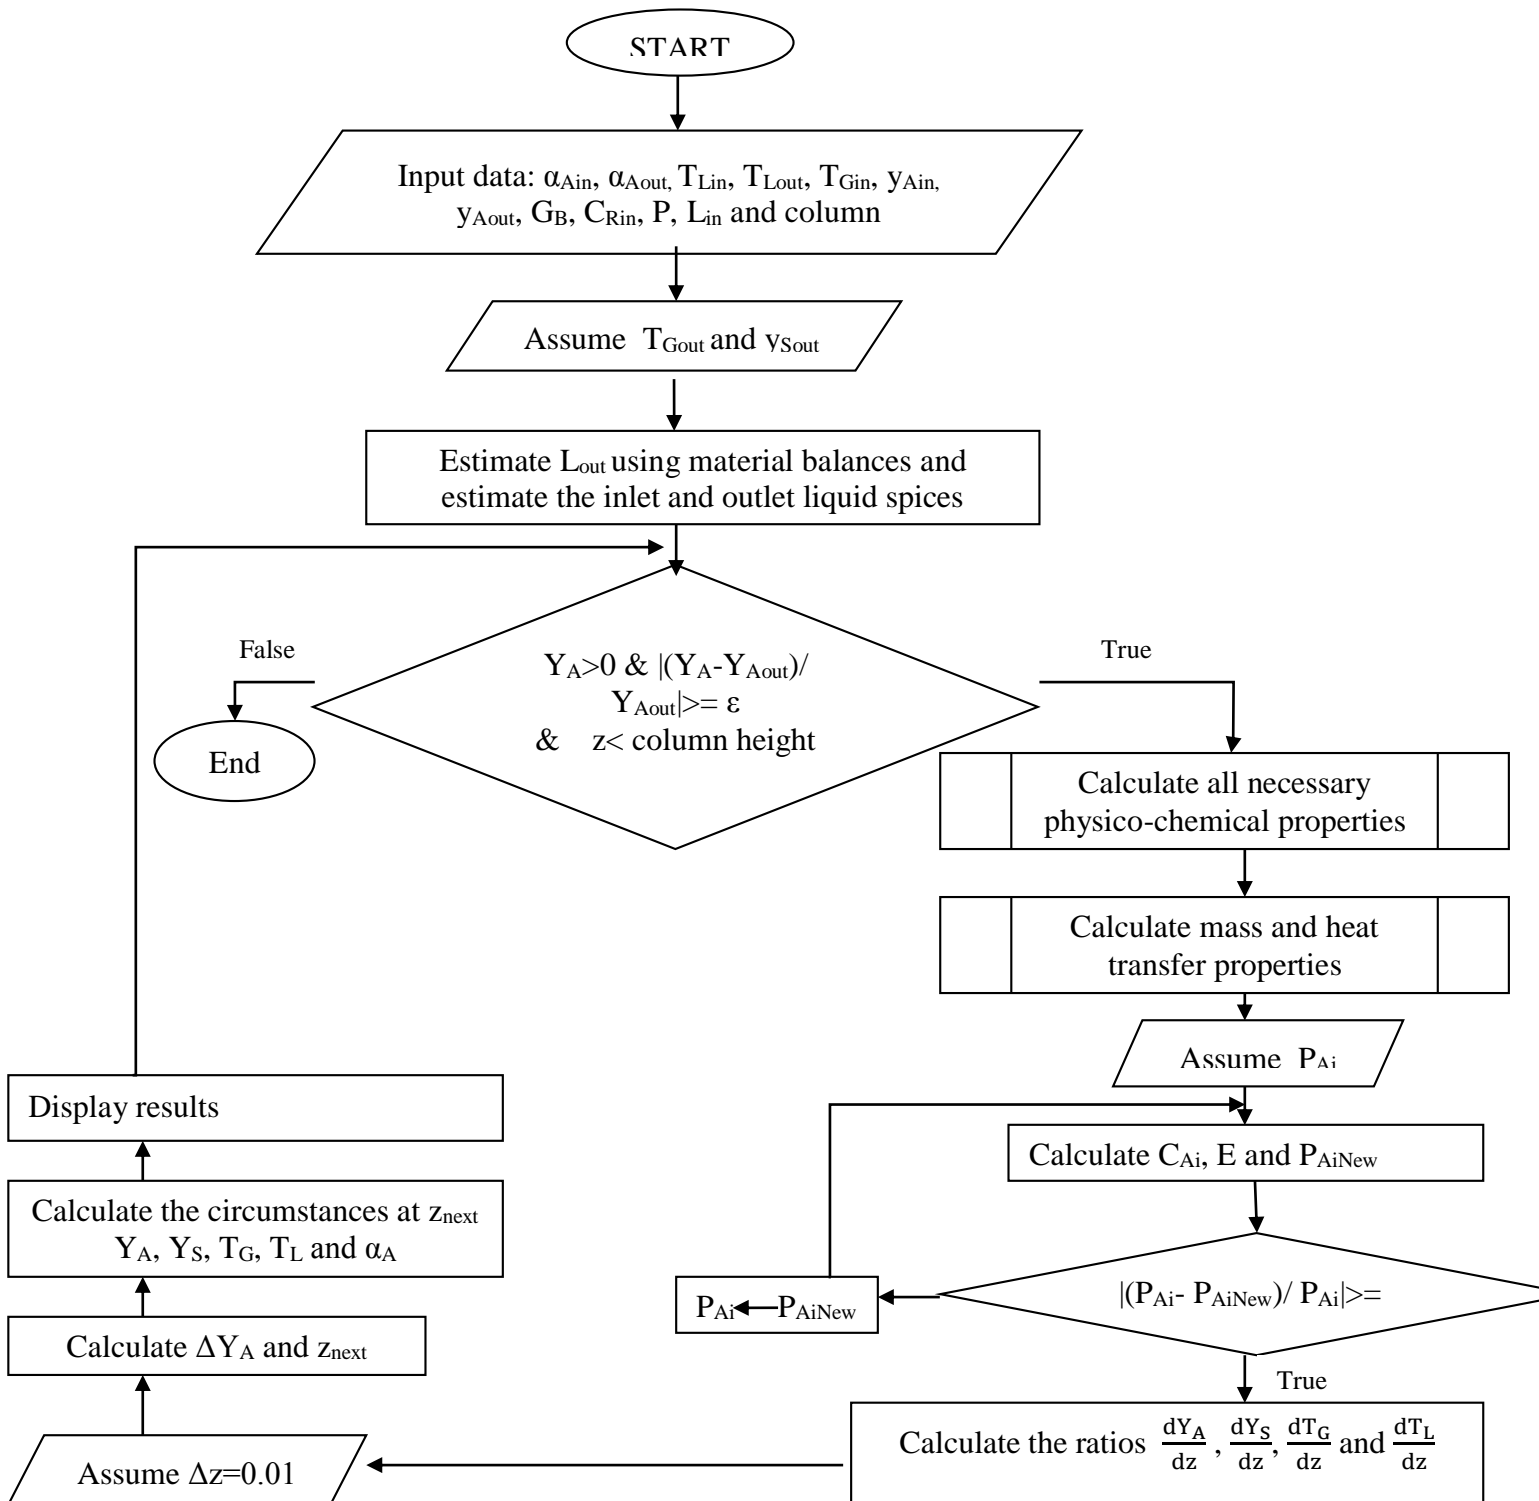 START
Input data: αAin, αAout, TLin, TLout, TGin, yAin,
yAout, GB, CRin, P, Lin and column
Assume TGout and ySout
Estimate Lout using material balances and
estimate the inlet and outlet liquid spices
False
True
YA>0 & |(YA-YAout)/
YAout|>= ε
& z< column height
End
Calculate all necessary
physico-chemical properties
Calculate mass and heat
transfer properties
Assume PAi
Calculate CAi, E and PAiNew
|(PAi- PAiNew)/ PAi|>=
PAi←PAiNew
True
Calculate the ratios dYA/dz , dYS/dz, dTG/dz and dTL/dz
Assume Δz=0.01
Calculate ΔYA and znext
Calculate the circumstances at znext
YA, YS, TG, TL and αA
Display results